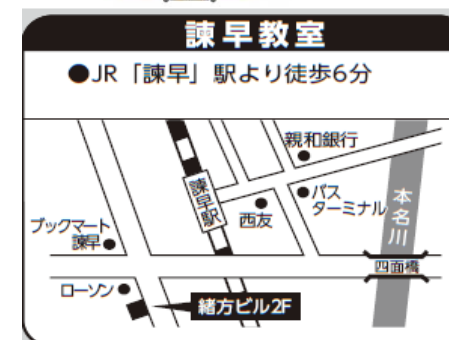 諫早教室
●JR「諫早」駅より徒歩6分
親和銀行
諫早駅
バス
ターミナル
西友
本名川
ブックマート
諫早
四面橋
ローソン
緒方ビル2F